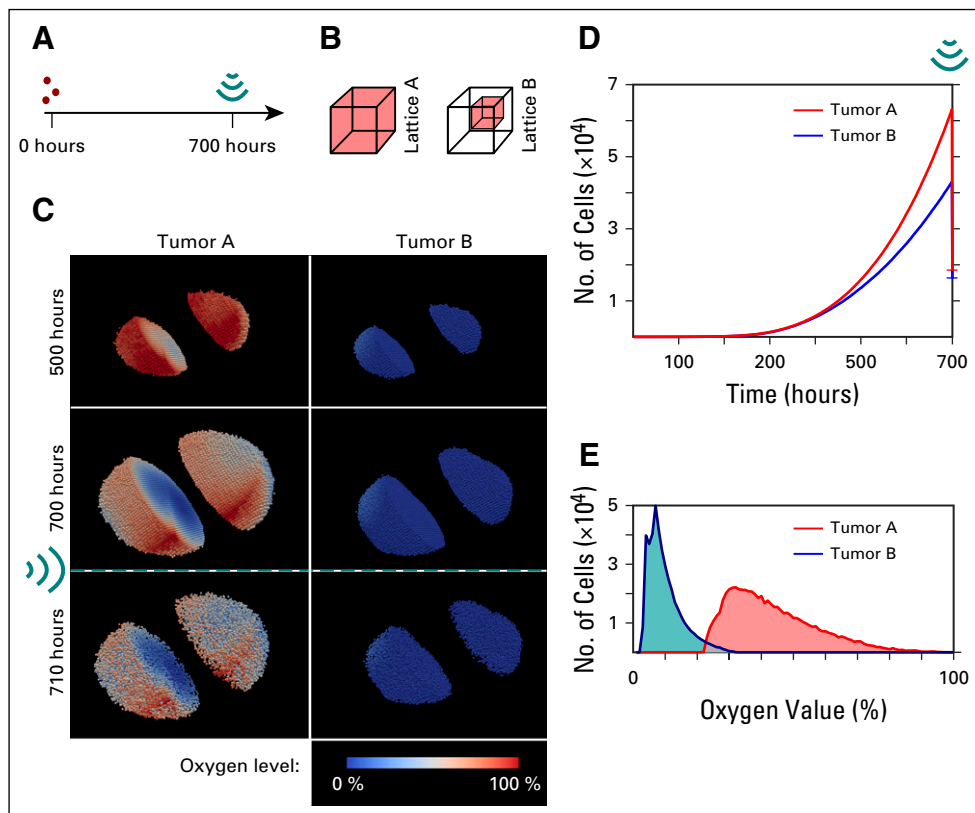 A
0 hours
700 hours
B
Lattice A
Lattice B
C
Tumor A
Tumor B
500 hours
700 hours
710 hours
Oxygen level:
0 %
100 %
D
No. of Cells (×10⁴)
7
5
3
1
Tumor A
Tumor B
100
200
500
700
Time (hours)
E
No. of Cells (×10⁴)
5
3
1
Tumor A
Tumor B
0
100
Oxygen Value (%)